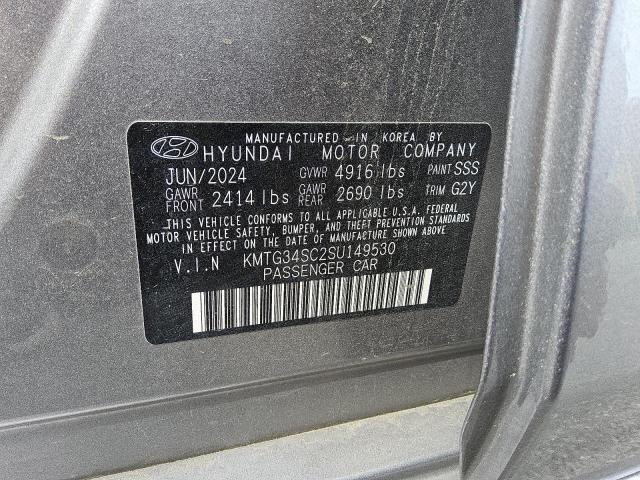 MANUFACTURED IN KOREA BY
HYUNDAI MOTOR COMPANY
JUN/2024 GVWR 4916 lbs PAINT SSS
GAWR FRONT 2414 lbs GAWR REAR 2690 lbs TRIM G2Y
THIS VEHICLE CONFORMS TO ALL APPLICABLE U.S.A. FEDERAL
MOTOR VEHICLE SAFETY, BUMPER, AND THEFT PREVENTION STANDARDS
IN EFFECT ON THE DATE OF MANUFACTURE SHOWN ABOVE.
V.I.N KMTG34SC2SU149530
PASSENGER CAR